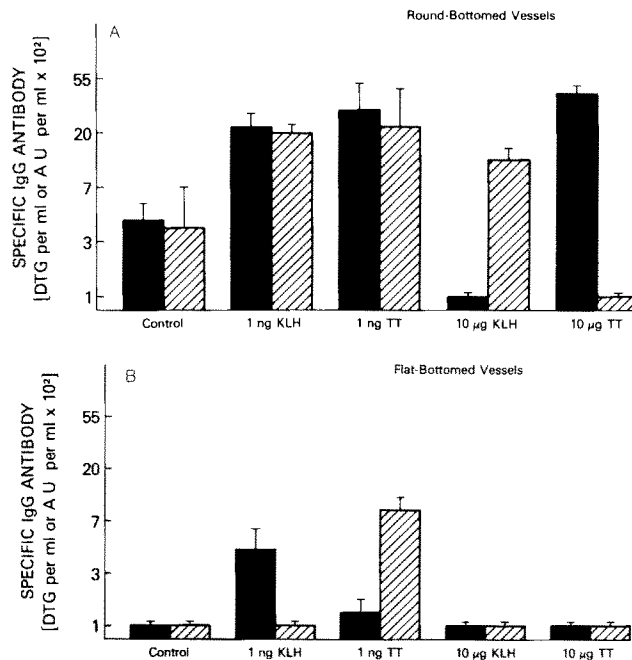 A
Round-Bottomed Vessels
SPECIFIC IgG ANTIBODY
[DTG per ml or A U per ml x 10²]
55
20
7
3
1
Control
1 ng KLH
1 ng TT
10 µg KLH
10 µg TT
B
Flat-Bottomed Vessels
SPECIFIC IgG ANTIBODY
[DTG per ml or A U per ml x 10²]
55
20
7
3
1
Control
1 ng KLH
1 ng TT
10 µg KLH
10 µg TT